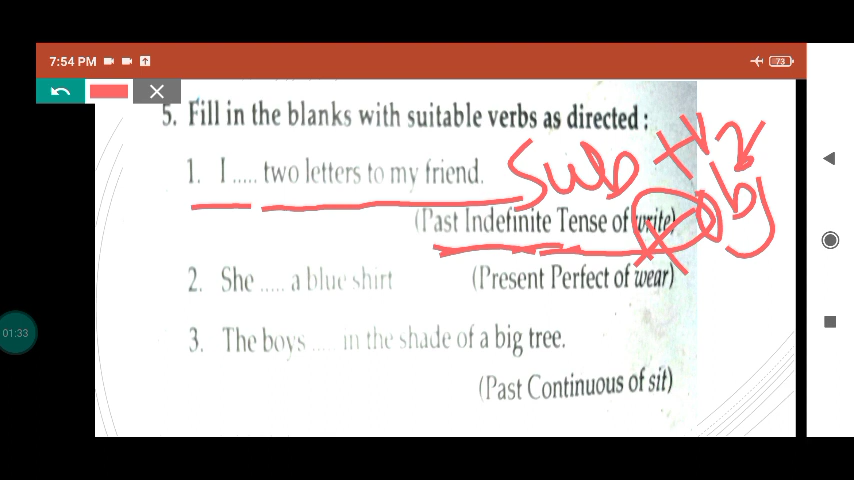 7:54 PM
73
5. Fill in the blanks with suitable verbs as directed :
1. I ..... two letters to my friend.
Sub + V2
+ obj
(Past Indefinite Tense of write)
2. She ..... a blue shirt (Present Perfect of wear)
01:33
3. The boys ..... in the shade of a big tree.
(Past Continuous of sit)